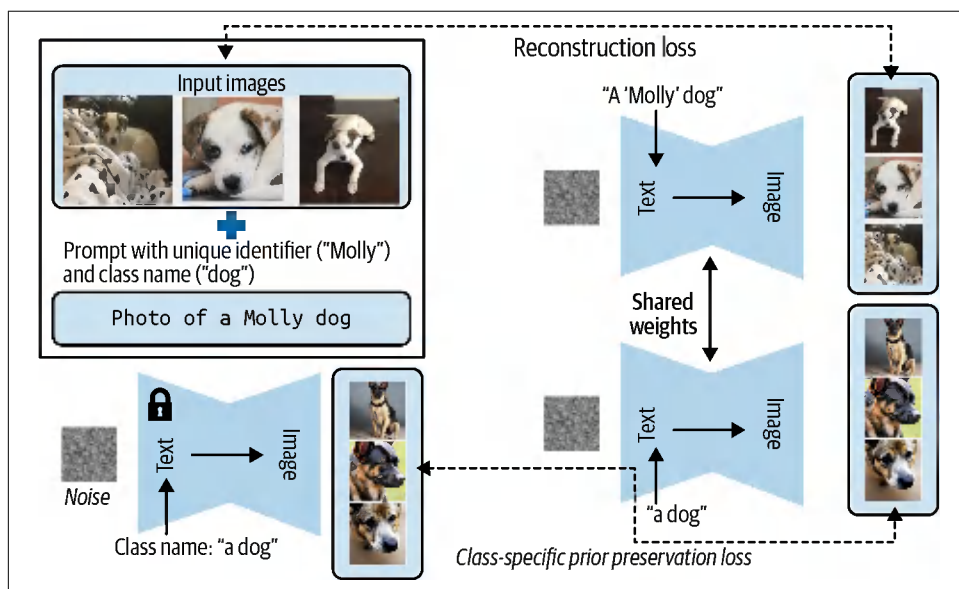 Input images
Prompt with unique identifier ("Molly")
and class name ("dog")
Photo of a Molly dog
Reconstruction loss
"A 'Molly' dog"
Text
Image
Shared
weights
Text
Image
"a dog"
Noise
Text
Image
Class name: "a dog"
Class-specific prior preservation loss